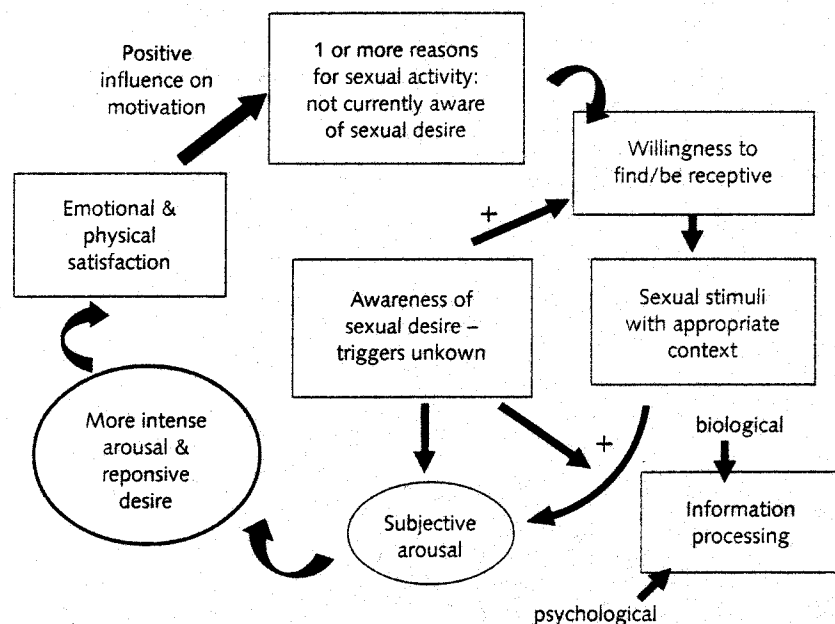 Positive
influence on
motivation
1 or more reasons
for sexual activity:
not currently aware
of sexual desire
Willingness to
find/be receptive
Emotional &
physical
satisfaction
+
Awareness of
sexual desire –
triggers unkown
Sexual stimuli
with appropriate
context
More intense
arousal &
reponsive
desire
+
biological
Subjective
arousal
Information
processing
psychological